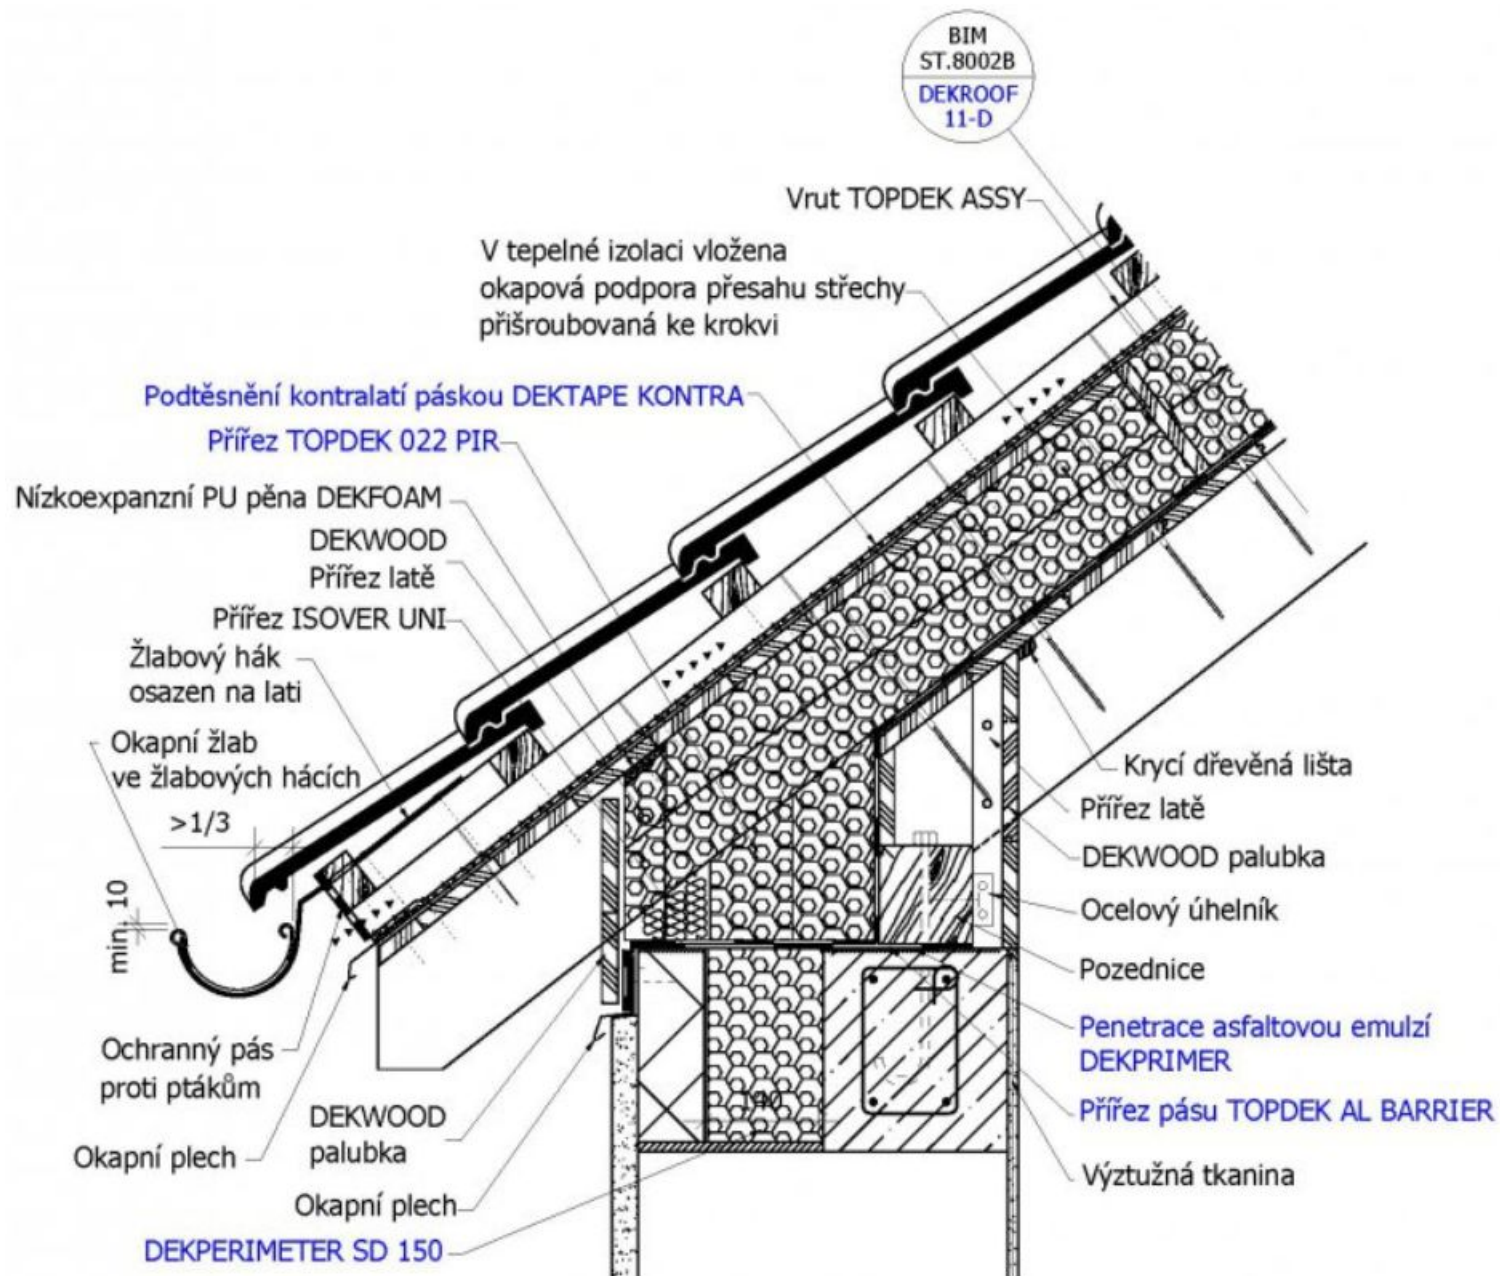 BIM
ST.8002B
DEKROOF
11-D
Vrut TOPDEK ASSY
V tepelné izolaci vložena
okapová podpora přesahu střechy
přišroubovaná ke krokvi
Podtěsnění kontralatí páskou DEKTAPE KONTRA
Přířez TOPDEK 022 PIR
Nízkoexpanzní PU pěna DEKFOAM
DEKWOOD
Přířez latě
Přířez ISOVER UNI
Žlabový hák
osazen na lati
Okapní žlab
ve žlabových hácích
>1/3
min. 10
Ochranný pás
proti ptákům
Okapní plech
DEKWOOD
palubka
Okapní plech
DEKPERIMETER SD 150
190
Krycí dřevěná lišta
Přířez latě
DEKWOOD palubka
Ocelový úhelník
Pozednice
Penetrace asfaltovou emulzí
DEKPRIMER
Přířez pásu TOPDEK AL BARRIER
Výztužná tkanina